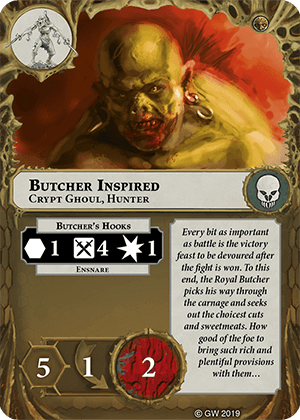 BUTCHER INSPIRED
CRYPT GHOUL, HUNTER
BUTCHER'S HOOKS
1 4 1
ENSNARE
Every bit as important
as battle is the victory
feast to be devoured after
the fight is won. To this
end, the Royal Butcher
picks his way through
the carnage and seeks
out the choicest cuts
and sweetmeats. How
good of the foe to
bring such rich and
plentiful provisions
with them…
5 1 2
© GW 2019